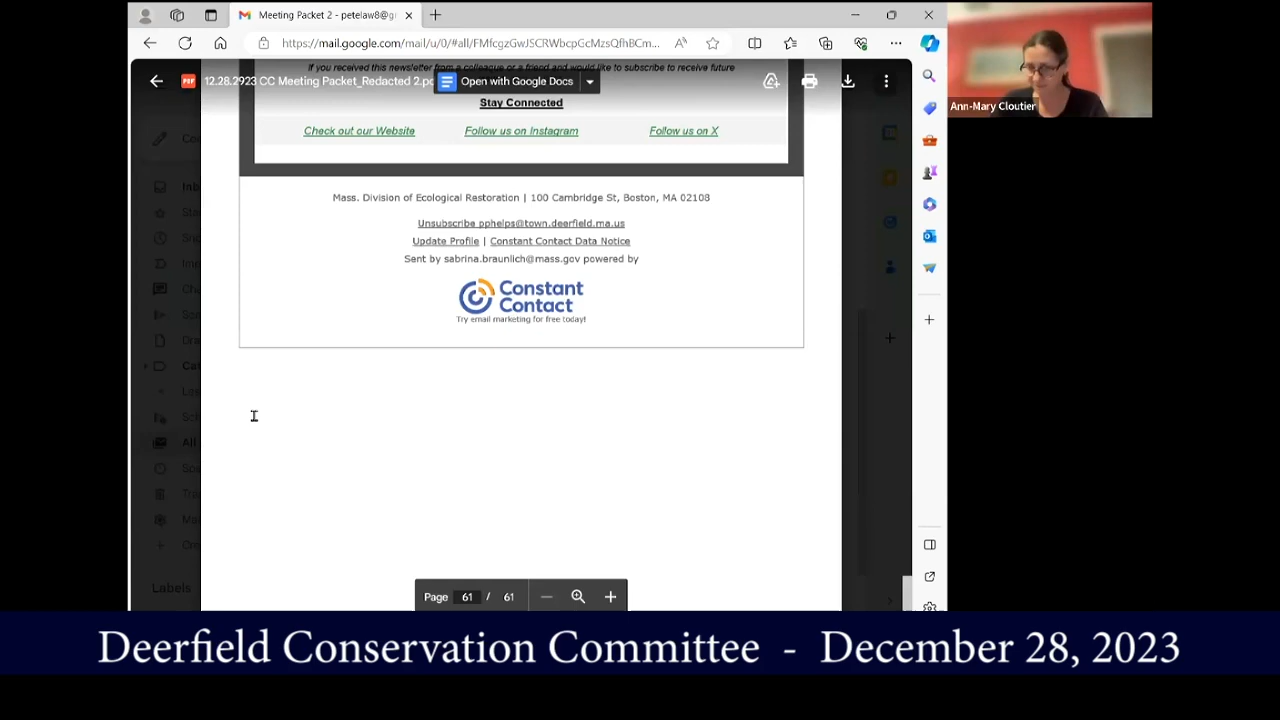 Meeting Packet 2 - petelaw8@g
https://mail.google.com/mail/u/0/#all/FMfcgzGwJSCRWbcpGcMzsQfhBCm...
If you received this newsletter from a colleague or a friend and would like to subscribe to receive future
12.28.2923 CC Meeting Packet_Redacted 2.pd
Open with Google Docs
Ann-Mary Cloutier
Stay Connected
Check out our Website
Follow us on Instagram
Follow us on X
Mass. Division of Ecological Restoration | 100 Cambridge St, Boston, MA 02108
Unsubscribe pphelps@town.deerfield.ma.us
Update Profile | Constant Contact Data Notice
Sent by sabrina.braunlich@mass.gov powered by
Constant
Contact
Try email marketing for free today!
All
Labels
Page 61 / 61
Deerfield Conservation Committee - December 28, 2023